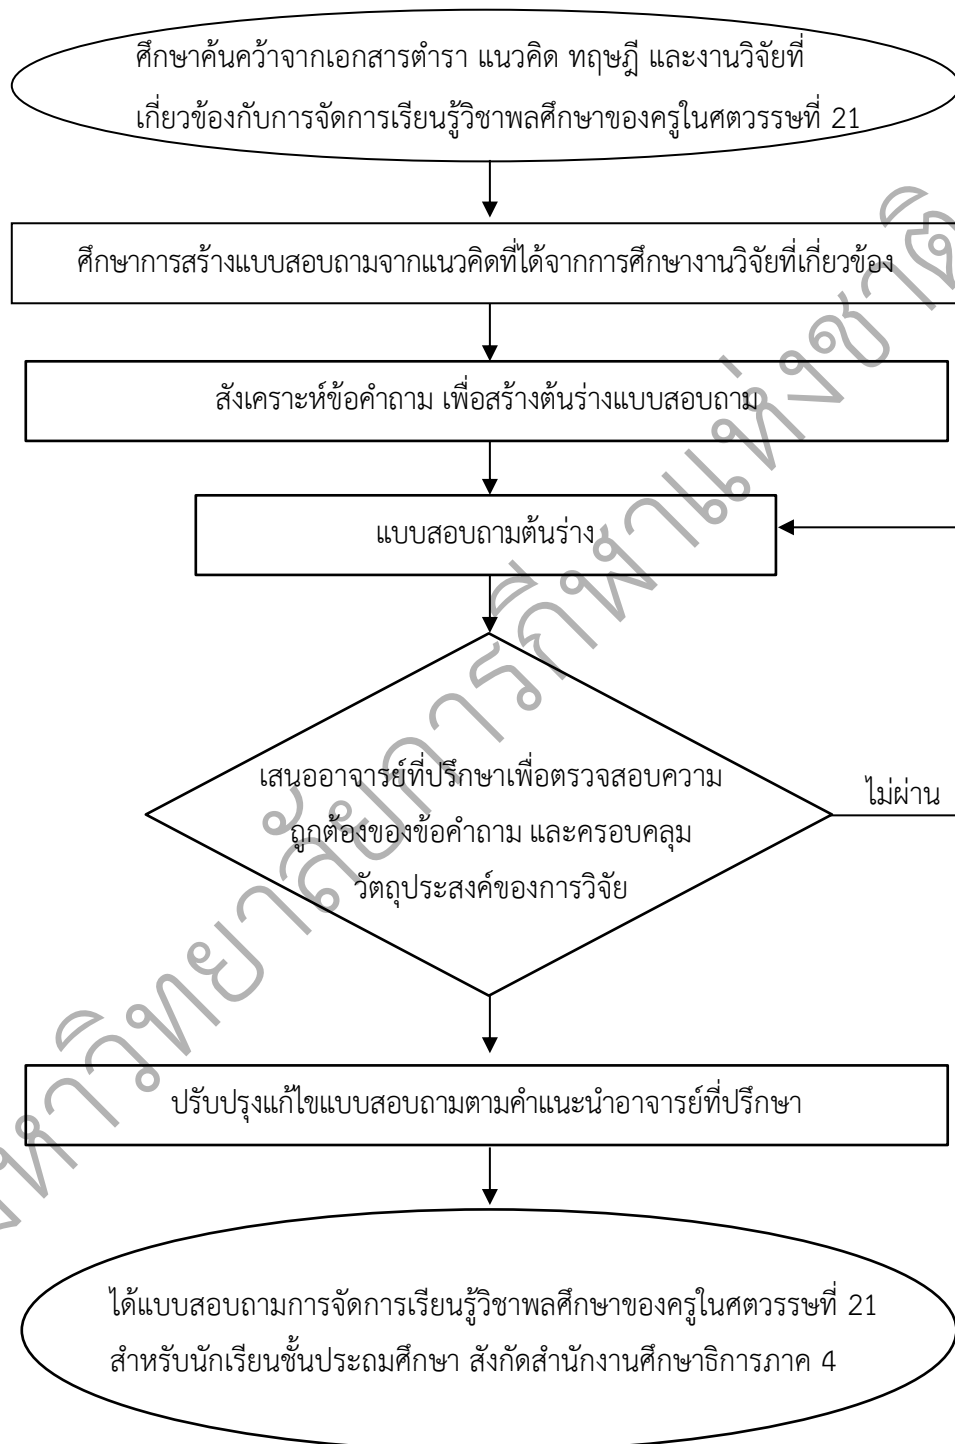 ศึกษาค้นคว้าจากเอกสารตำรา แนวคิด ทฤษฎี และงานวิจัยที่
เกี่ยวข้องกับการจัดการเรียนรู้วิชาพลศึกษาของครูในศตวรรษที่ 21
ศึกษาการสร้างแบบสอบถามจากแนวคิดที่ได้จากการศึกษางานวิจัยที่เกี่ยวข้อง
สังเคราะห์ข้อคำถาม เพื่อสร้างต้นร่างแบบสอบถาม
แบบสอบถามต้นร่าง
เสนออาจารย์ที่ปรึกษาเพื่อตรวจสอบความ
ถูกต้องของข้อคำถาม และครอบคลุม
วัตถุประสงค์ของการวิจัย
ไม่ผ่าน
ปรับปรุงแก้ไขแบบสอบถามตามคำแนะนำอาจารย์ที่ปรึกษา
ได้แบบสอบถามการจัดการเรียนรู้วิชาพลศึกษาของครูในศตวรรษที่ 21
สำหรับนักเรียนชั้นประถมศึกษา สังกัดสำนักงานศึกษาธิการภาค 4
หาวิทยาลัยการกีฬาแห่งชาติ